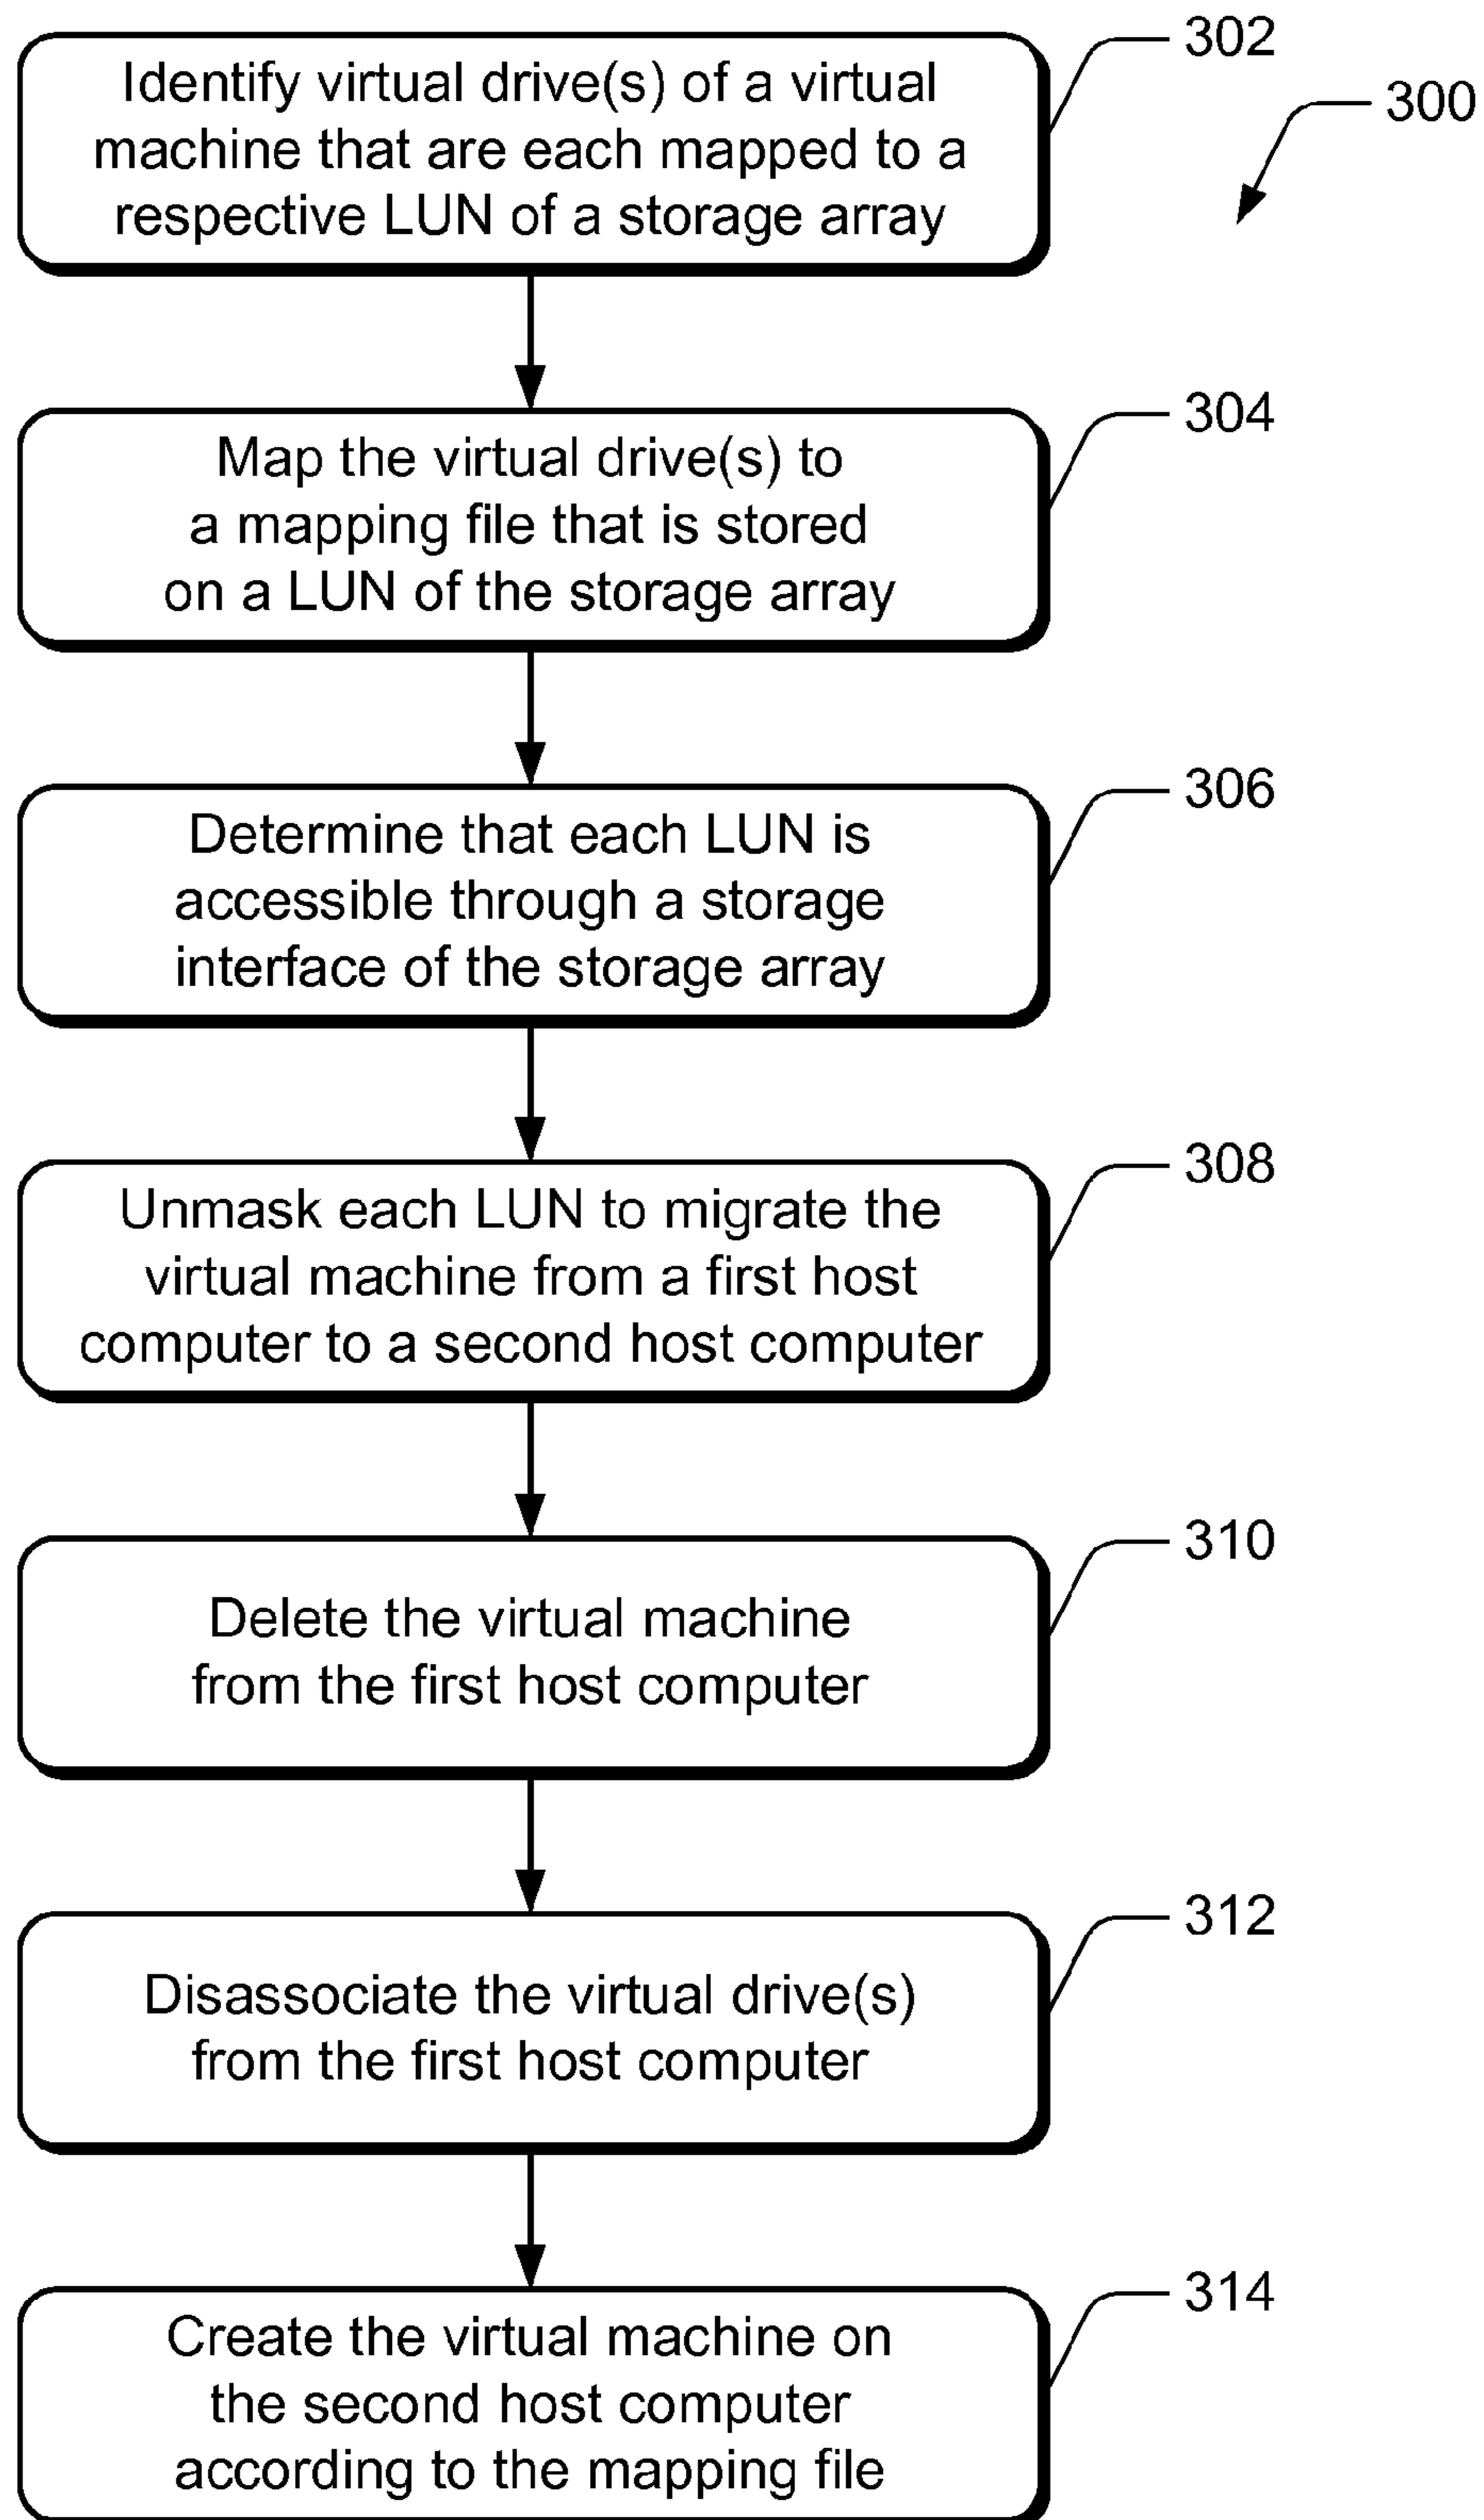 302
300
Identify virtual drive(s) of a virtual
machine that are each mapped to a
respective LUN of a storage array
304
Map the virtual drive(s) to
a mapping file that is stored
on a LUN of the storage array
306
Determine that each LUN is
accessible through a storage
interface of the storage array
308
Unmask each LUN to migrate the
virtual machine from a first host
computer to a second host computer
310
Delete the virtual machine
from the first host computer
312
Disassociate the virtual drive(s)
from the first host computer
314
Create the virtual machine on
the second host computer
according to the mapping file